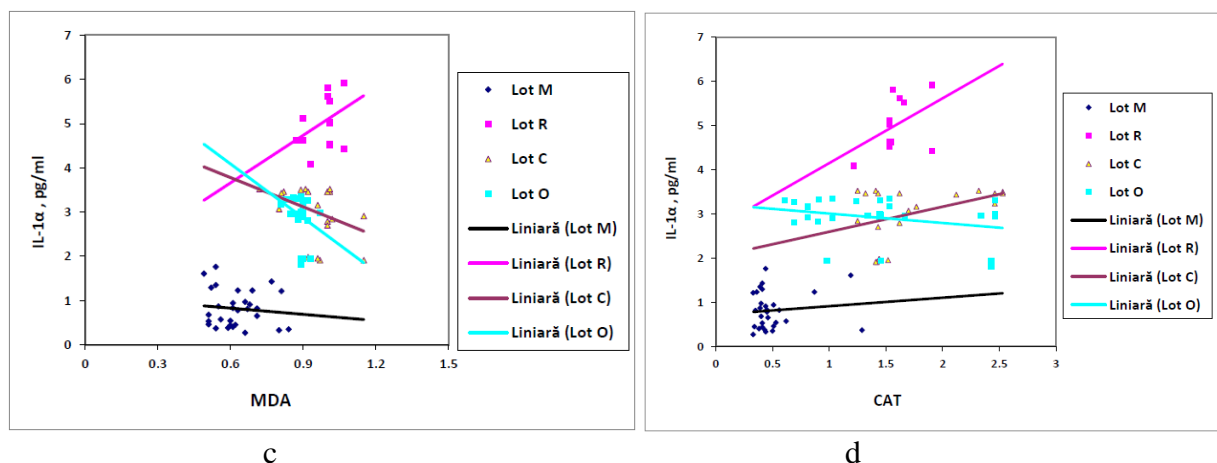 7
6
5
4
3
2
1
0
IL-1α , pg/ml
0 0.3 0.6 0.9 1.2 1.5
MDA
Lot M
Lot R
Lot C
Lot O
Liniară (Lot M)
Liniară (Lot R)
Liniară (Lot C)
Liniară (Lot O)
c
7
6
5
4
3
2
1
0
IL-1α , pg/ml
0 0.5 1 1.5 2 2.5 3
CAT
Lot M
Lot R
Lot C
Lot O
Liniară (Lot M)
Liniară (Lot R)
Liniară (Lot C)
Liniară (Lot O)
d